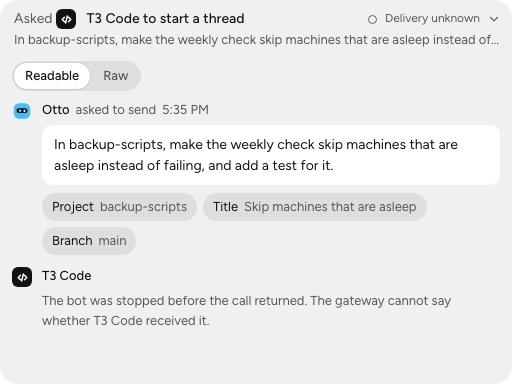 Asked T3 Code to start a thread Delivery unknown
In backup-scripts, make the weekly check skip machines that are asleep instead of…
Readable Raw
Otto asked to send 5:35 PM
In backup-scripts, make the weekly check skip machines that are
asleep instead of failing, and add a test for it.
Project backup-scripts Title Skip machines that are asleep
Branch main
T3 Code
The bot was stopped before the call returned. The gateway cannot say
whether T3 Code received it.